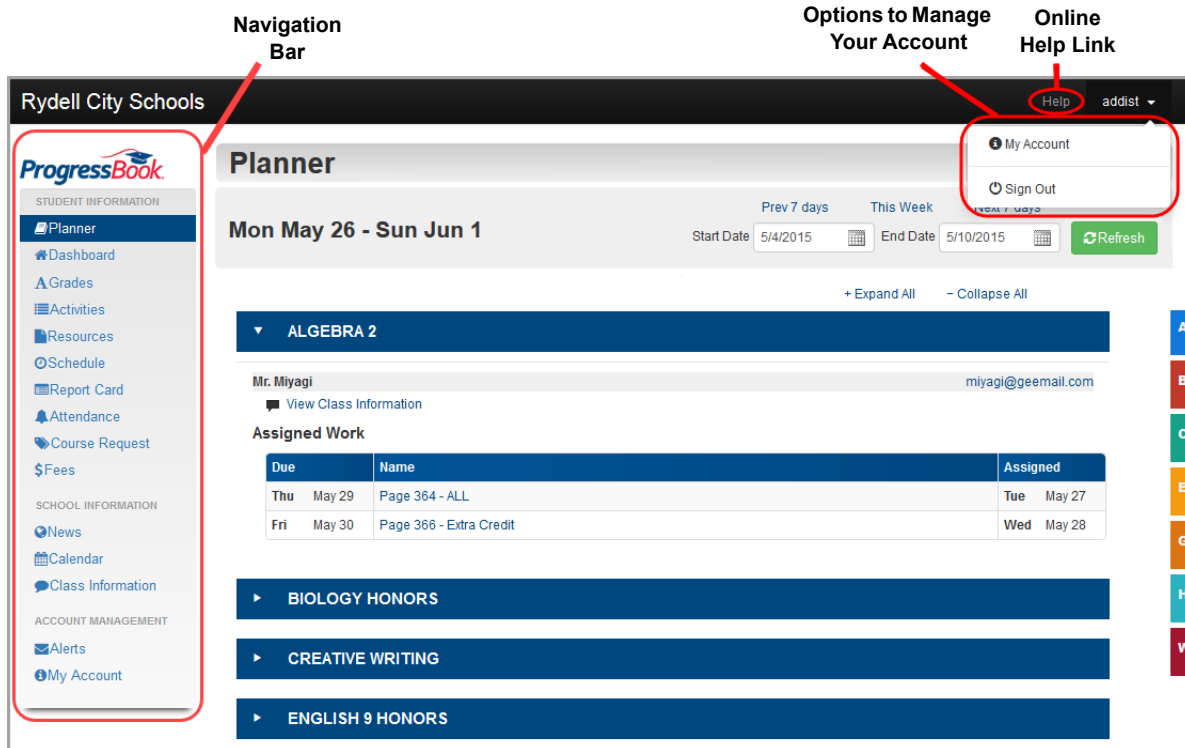 Navigation
Bar
Options to Manage
Your Account
Online
Help Link
Rydell City Schools
Help
addist
My Account
Sign Out
ProgressBook
STUDENT INFORMATION
Planner
Dashboard
Grades
Activities
Resources
Schedule
Report Card
Attendance
Course Request
$Fees
SCHOOL INFORMATION
News
Calendar
Class Information
ACCOUNT MANAGEMENT
Alerts
My Account
Planner
Mon May 26 - Sun Jun 1
Prev 7 days This Week Next 7 days
Start Date 5/4/2015 End Date 5/10/2015 Refresh
+ Expand All − Collapse All
ALGEBRA 2
Mr. Miyagi miyagi@geemail.com
View Class Information
Assigned Work
Due Name Assigned
Thu May 29 Page 364 - ALL Tue May 27
Fri May 30 Page 366 - Extra Credit Wed May 28
BIOLOGY HONORS
CREATIVE WRITING
ENGLISH 9 HONORS
A
B
C
E
G
H
W